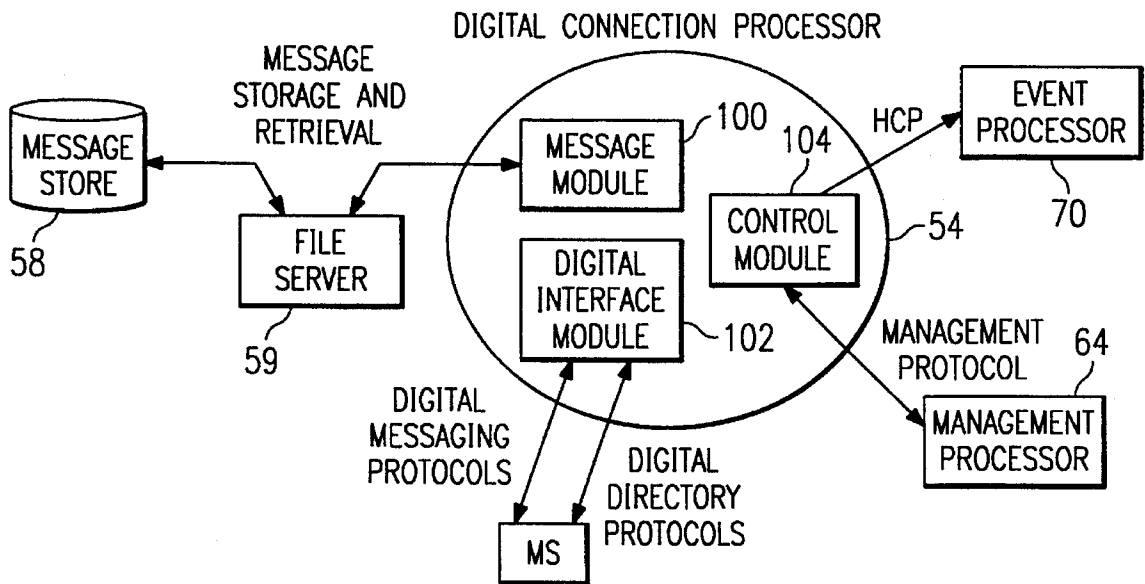 DIGITAL CONNECTION PROCESSOR
MESSAGE
STORAGE AND
RETRIEVAL
MESSAGE
STORE
58
FILE
SERVER
59
100
MESSAGE
MODULE
DIGITAL
INTERFACE
MODULE
102
104
CONTROL
MODULE
HCP
EVENT
PROCESSOR
70
54
MANAGEMENT
PROTOCOL
64
MANAGEMENT
PROCESSOR
DIGITAL
MESSAGING
PROTOCOLS
DIGITAL
DIRECTORY
PROTOCOLS
MS